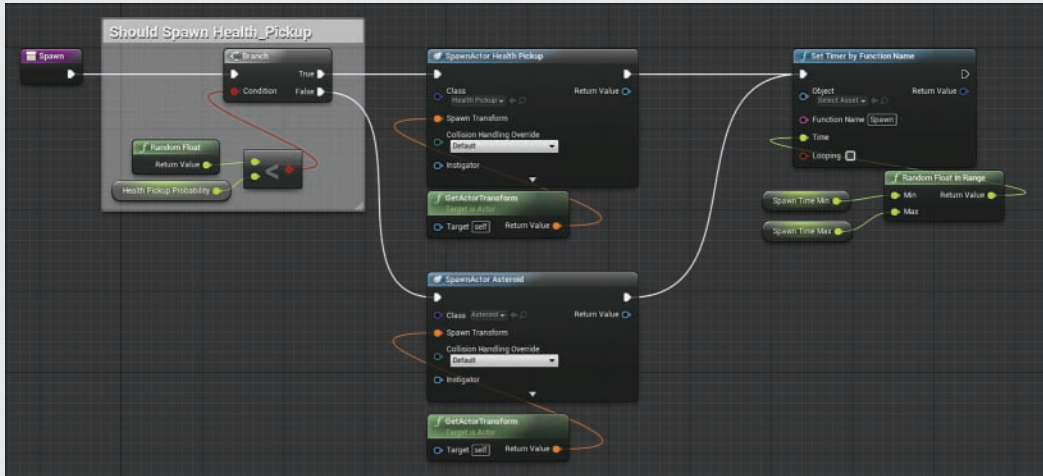 Should Spawn Health_Pickup
Spawn
Branch
True
Condition
False
Random Float
Return Value
<
Health Pickup Probability
SpawnActor Health Pickup
Class
Return Value
Health Pickup
Spawn Transform
Collision Handling Override
Default
Instigator
GetActorTransform
Target is Actor
Target self
Return Value
SpawnActor Asteroid
Class Asteroid
Return Value
Spawn Transform
Collision Handling Override
Default
Instigator
GetActorTransform
Target is Actor
Target self
Return Value
Set Timer by Function Name
Object
Return Value
Select Asset
Function Name Spawn
Time
Looping
Random Float in Range
Spawn Time Min
Min
Return Value
Spawn Time Max
Max